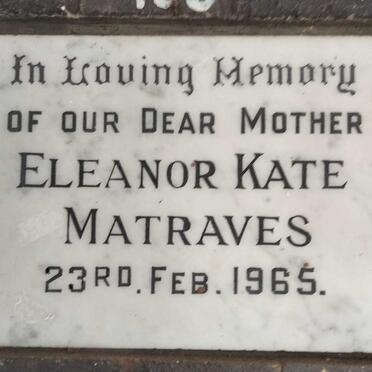 In Loving Memory
OF OUR DEAR MOTHER
ELEANOR KATE
MATRAVES
23RD. FEB. 1965.